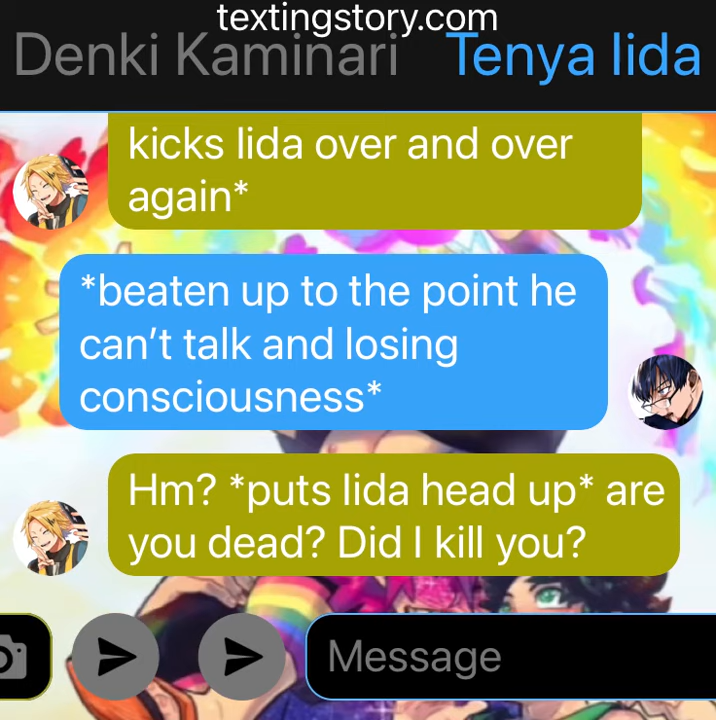 textingstory.com
Denki Kaminari Tenya Iida
kicks Iida over and over
again*
*beaten up to the point he
can't talk and losing
consciousness*
Hm? *puts Iida head up* are
you dead? Did I kill you?
Message